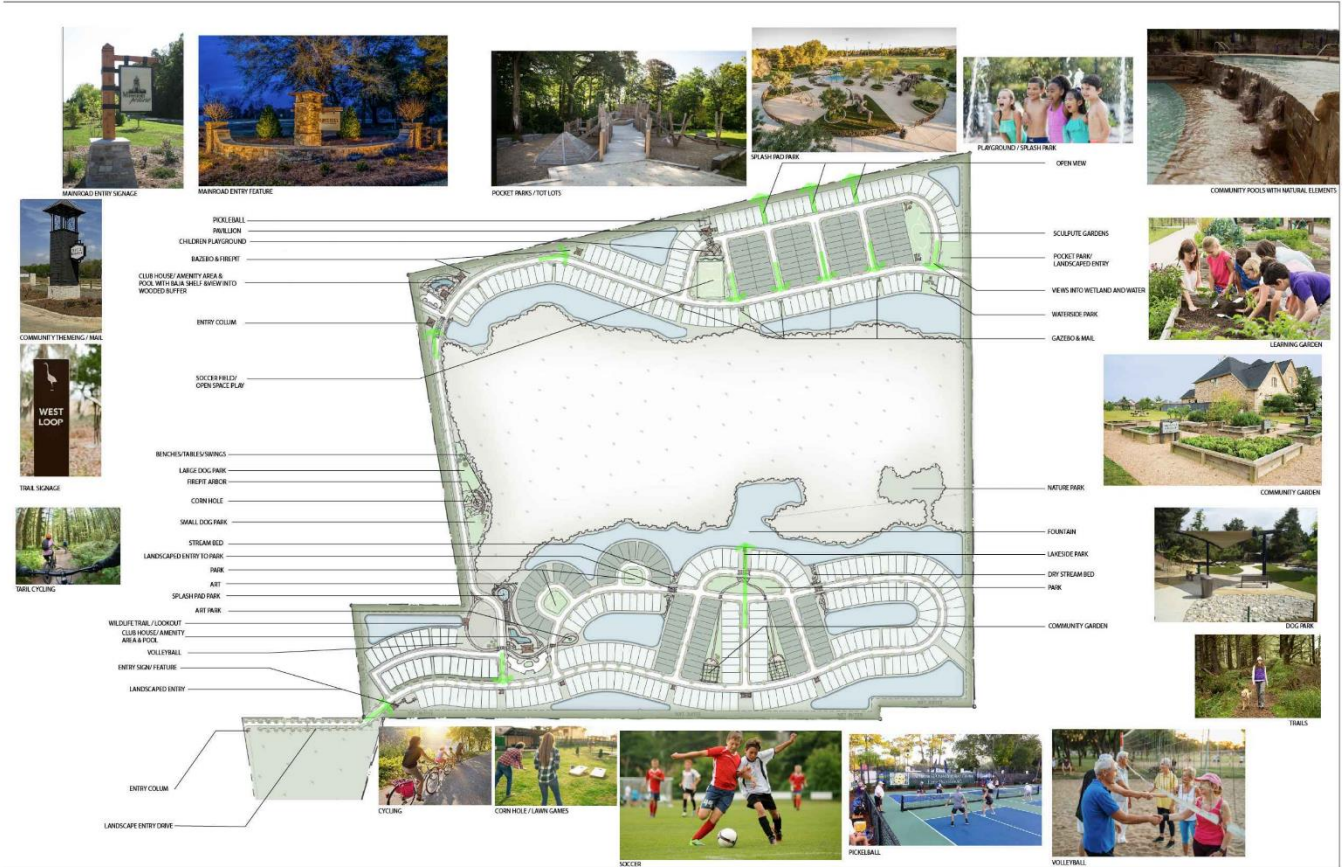 MAINROAD ENTRY SIGNAGE
MAINROAD ENTRY FEATURE
POCKET PARKS / TOT LOTS
SPLASH PAD PARK
PLAYGROUND / SPLASH PARK
COMMUNITY POOLS WITH NATURAL ELEMENTS
OPEN VIEW
PICKLEBALL
PAVILLION
CHILDREN PLAYGROUND
BAZEBO & FIREPIT
CLUB HOUSE/ AMENITY AREA &
POOL WITH BAJA SHELF &VIEW INTO
WOODED BUFFER
ENTRY COLUM
SOCCER FIELD/
OPEN SPACE PLAY
SCULPUTE GARDENS
POCKET PARK/
LANDSCAPED ENTRY
VIEWS INTO WETLAND AND WATER
WATERSIDE PARK
GAZEBO & MAIL
COMMUNITY THEMEING / MAIL
WEST
LOOP
TRAIL SIGNAGE
TARIL CYCLING
LEARNING GARDEN
COMMUNITY GARDEN
DOG PARK
TRAILS
BENCHES/TABLES/SWINGS
LARGE DOG PARK
FIREPIT ARBOR
CORN HOLE
SMALL DOG PARK
STREAM BED
LANDSCAPED ENTRY TO PARK
PARK
ART
SPLASH PAD PARK
ART PARK
WILDLIFE TRAIL / LOOKOUT
CLUB HOUSE/ AMENITY
AREA & POOL
VOLLEYBALL
ENTRY SIGN/ FEATURE
LANDSCAPED ENTRY
ENTRY COLUM
LANDSCAPE ENTRY DRIVE
NATURE PARK
FOUNTAIN
LAKESIDE PARK
DRY STREAM BED
PARK
COMMUNITY GARDEN
CYCLING
CORN HOLE / LAWN GAMES
SOCCER
PICKELBALL
VOLLEYBALL